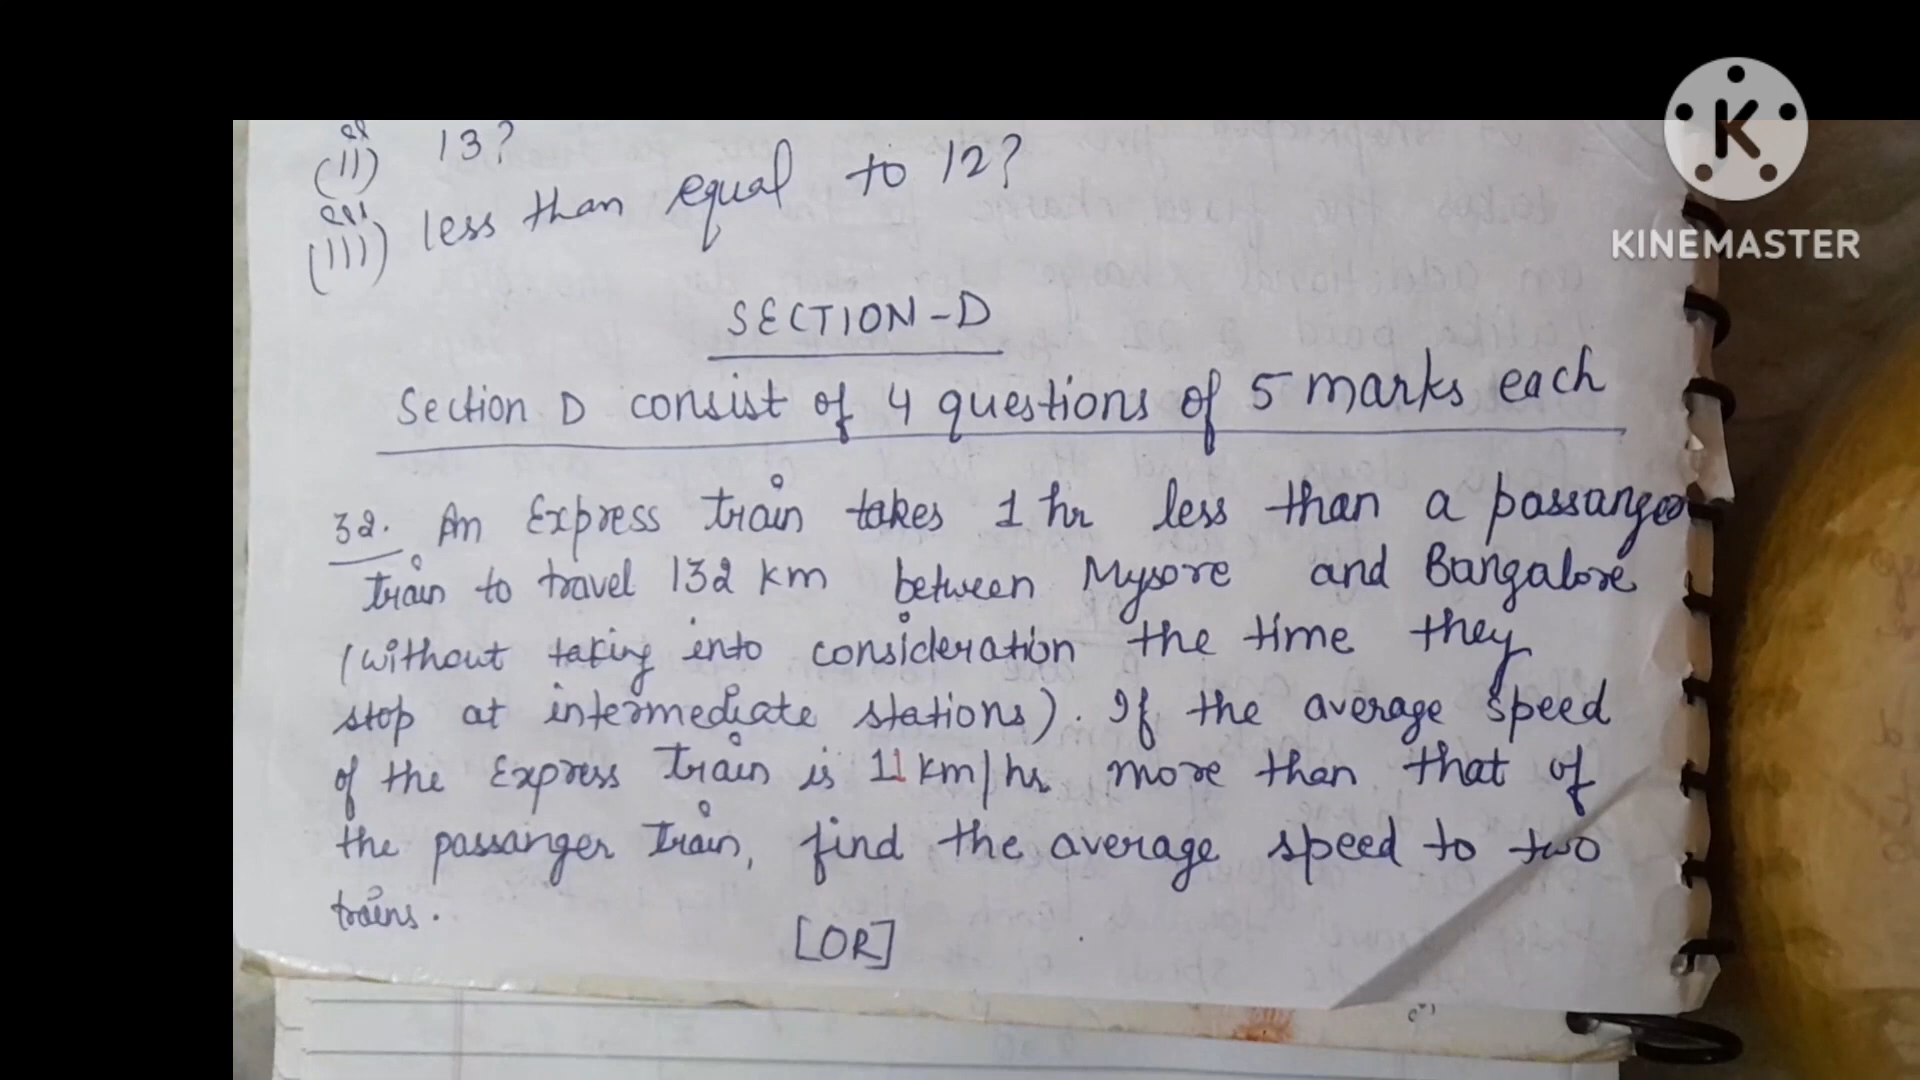 (ii) 13?
(iii) less than equal to 12?
KINEMASTER
SECTION-D
Section D consist of 4 questions of 5 marks each
32. An Express train takes 1 hr less than a passanger
train to travel 132 km between Mysore and Bangalore
(without taking into consideration the time they
stop at intermediate stations). If the average speed
of the Express train is 11 km/hr more than that of
the passanger train, find the average speed to two
trains.
[OR]